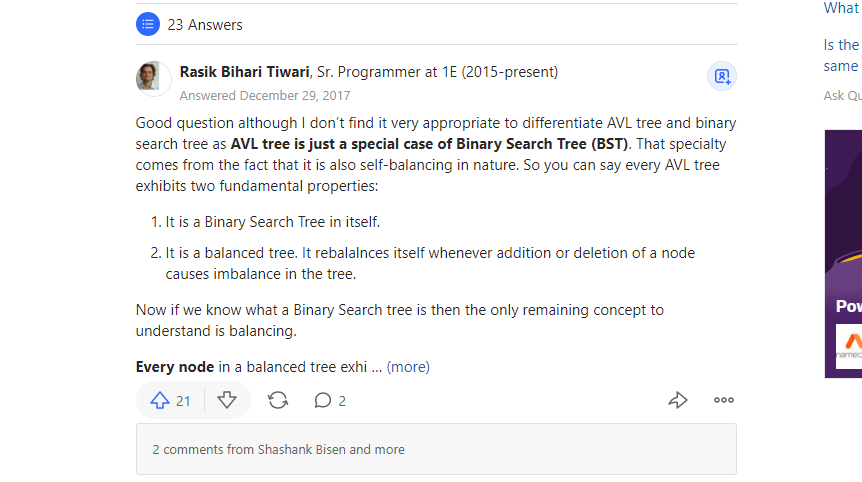 23 Answers
Rasik Bihari Tiwari, Sr. Programmer at 1E (2015-present)
Answered December 29, 2017
Good question although I don't find it very appropriate to differentiate AVL tree and binary
search tree as AVL tree is just a special case of Binary Search Tree (BST). That specialty
comes from the fact that it is also self-balancing in nature. So you can say every AVL tree
exhibits two fundamental properties:
1. It is a Binary Search Tree in itself.
2. It is a balanced tree. It rebalalnces itself whenever addition or deletion of a node
causes imbalance in the tree.
Now if we know what a Binary Search tree is then the only remaining concept to
understand is balancing.
Every node in a balanced tree exhi ... (more)
21
2
2 comments from Shashank Bisen and more
What
Is the
same
Ask Qu
Pow
namec